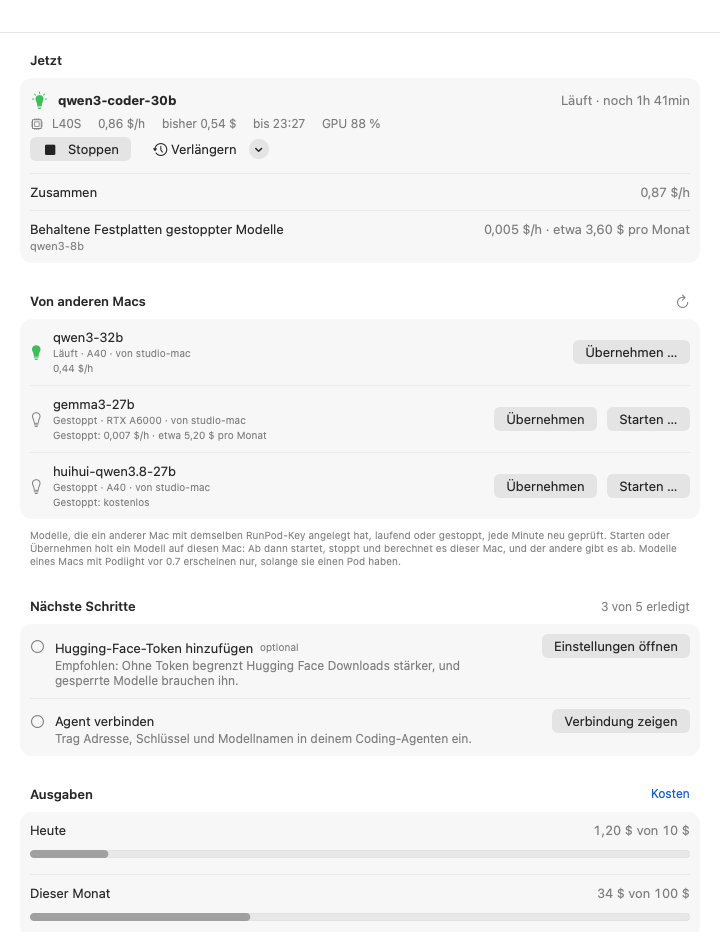 Jetzt
qwen3-coder-30b
Läuft · noch 1h 41min
L40S 0,86 $/h bisher 0,54 $ bis 23:27 GPU 88 %
Stoppen Verlängern
Zusammen 0,87 $/h
Behaltene Festplatten gestoppter Modelle 0,005 $/h · etwa 3,60 $ pro Monat
qwen3-8b
Von anderen Macs
qwen3-32b
Läuft · A40 · von studio-mac
0,44 $/h
Übernehmen ...
gemma3-27b
Gestoppt · RTX A6000 · von studio-mac
Gestoppt: 0,007 $/h · etwa 5,20 $ pro Monat
Übernehmen Starten ...
huihui-qwen3.8-27b
Gestoppt · A40 · von studio-mac
Gestoppt: kostenlos
Übernehmen Starten ...
Modelle, die ein anderer Mac mit demselben RunPod-Key angelegt hat, laufend oder gestoppt, jede Minute neu geprüft. Starten oder
Übernehmen holt ein Modell auf diesen Mac: Ab dann startet, stoppt und berechnet es dieser Mac, und der andere gibt es ab. Modelle
eines Macs mit Podlight vor 0.7 erscheinen nur, solange sie einen Pod haben.
Nächste Schritte 3 von 5 erledigt
Hugging-Face-Token hinzufügen optional
Empfohlen: Ohne Token begrenzt Hugging Face Downloads stärker, und
gesperrte Modelle brauchen ihn.
Einstellungen öffnen
Agent verbinden
Trag Adresse, Schlüssel und Modellnamen in deinem Coding-Agenten ein.
Verbindung zeigen
Ausgaben Kosten
Heute 1,20 $ von 10 $
Dieser Monat 34 $ von 100 $